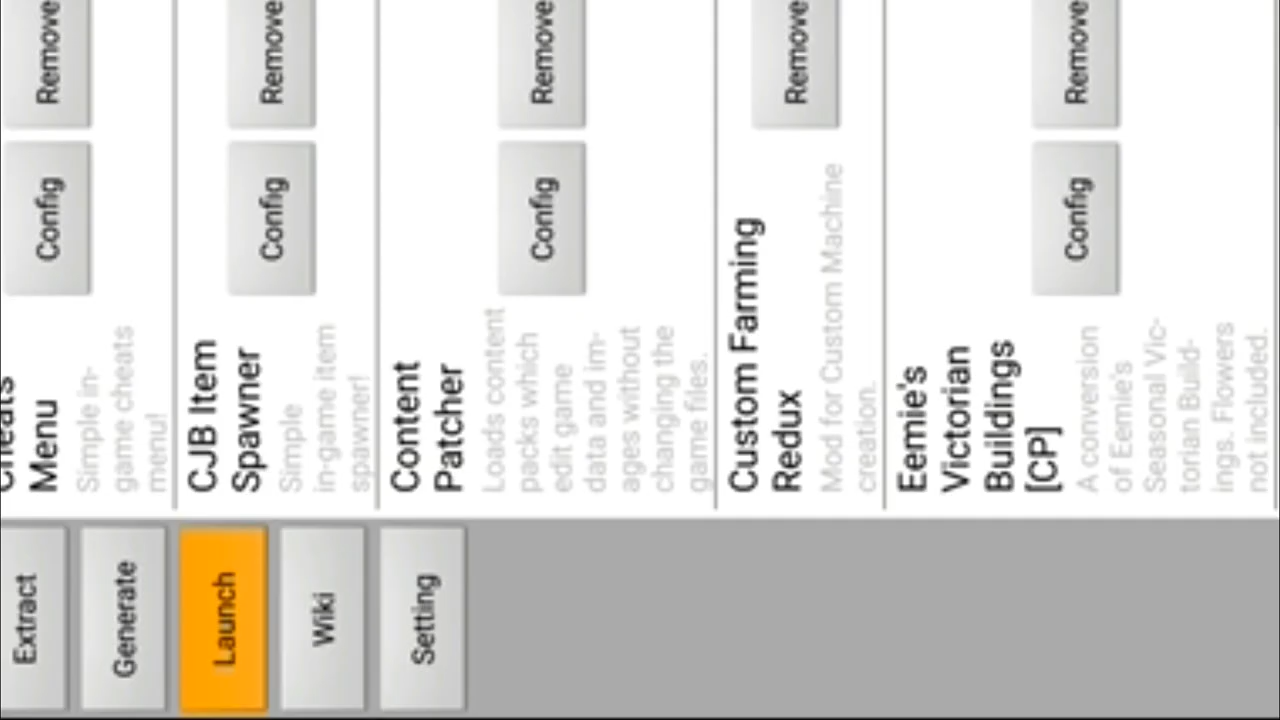 Extract
Generate
Launch
Wiki
Setting
Cheats
Menu
Simple in-
game cheats
menu!
Config
Remove
CJB Item
Spawner
Simple
in-game item
spawner!
Config
Remove
Content
Patcher
Loads content
packs which
edit game
data and im-
ages without
changing the
game files.
Config
Remove
Custom Farming
Redux
Mod for Custom Machine
creation.
Remove
Eemie's
Victorian
Buildings
[CP]
A conversion
of Eemie's
Seasonal Vic-
torian Build-
ings. Flowers
not included.
Config
Remove